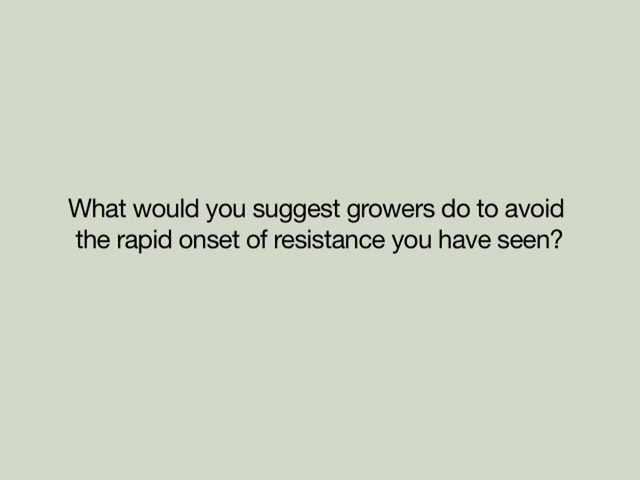 What would you suggest growers do to avoid
the rapid onset of resistance you have seen?